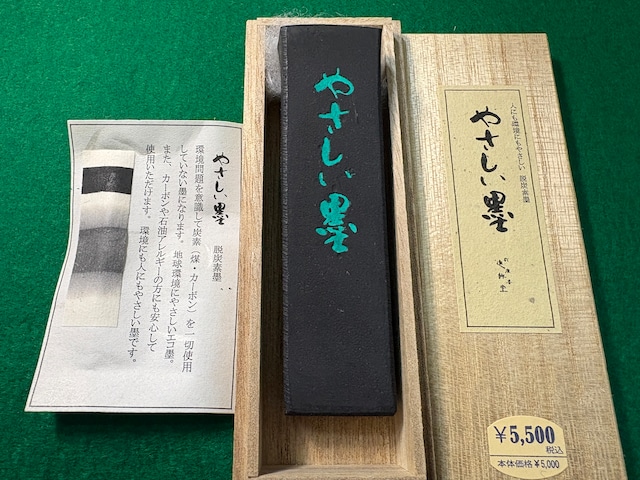 やさしい墨
脱炭素墨
環境問題を意識して炭素（煤・カーボン）を一切使用
していない墨になります。地球環境にやさしいエコ墨。
また、カーボンや石油アレルギーの方にも安心して
使用いただけます。環境にも人にもやさしい墨です。
やさしい墨
人にも環境にもやさしい 脱炭素墨
やさしい墨
￥5,500
税込
本体価格￥5,000